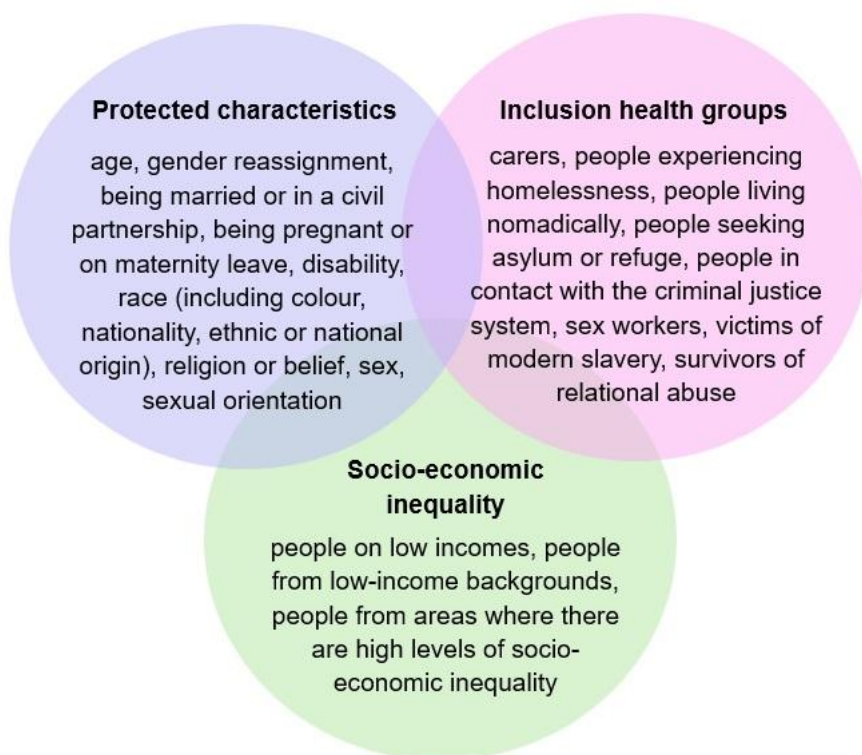 Protected characteristics
age, gender reassignment,
being married or in a civil
partnership, being pregnant or
on maternity leave, disability,
race (including colour,
nationality, ethnic or national
origin), religion or belief, sex,
sexual orientation
Inclusion health groups
carers, people experiencing
homelessness, people living
nomadically, people seeking
asylum or refuge, people in
contact with the criminal justice
system, sex workers, victims of
modern slavery, survivors of
relational abuse
Socio-economic
inequality
people on low incomes, people
from low-income backgrounds,
people from areas where there
are high levels of socio-
economic inequality